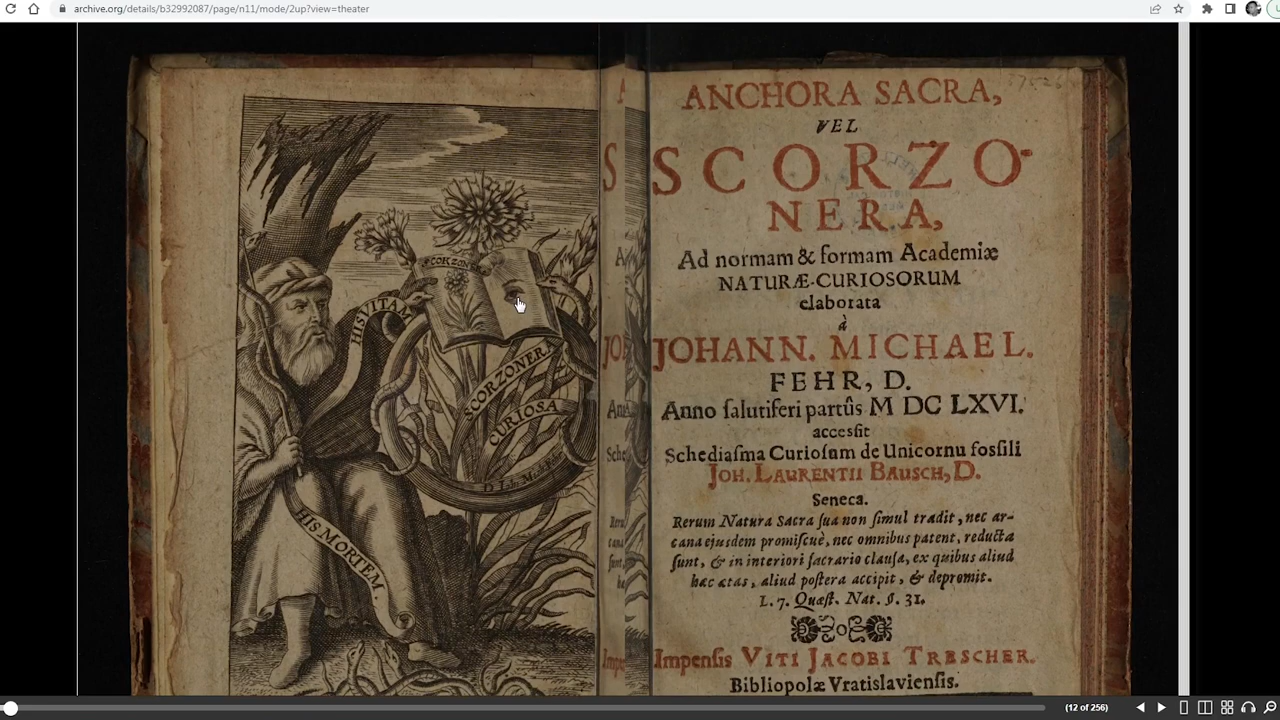 archive.org/details/b32992087/page/n11/mode/2up?view=theater
HIS VITAM
SCORZONERA
CURIOSA
HIS MORTEM
ANCHORA SACRA,
VEL
SCORZO-
NERA,
Ad normam & formam Academiæ
NATURÆ-CURIOSORUM
elaborata
à
JOHANN. MICHAEL.
FEHR, D.
Anno salutiferi partûs M DC LXVI.
accessit
Schediasma Curiosum de Unicornu fossili
JOH. LAURENTII BAUSCH, D.
Seneca.
Rerum Natura Sacra sua non simul tradit, nec ar-
cana ejusdem promiscuè, nec omnibus patent, reducta
sunt, & in interiori sacrario clausa, ex quibus aliud
hæc ætas, aliud postera accipit, & depromit.
L. 7. Quæst. Nat. §. 31.
Impensis VITI JACOBI TRESCHER.
Bibliopolæ Vratislaviensis.
(12 of 256)